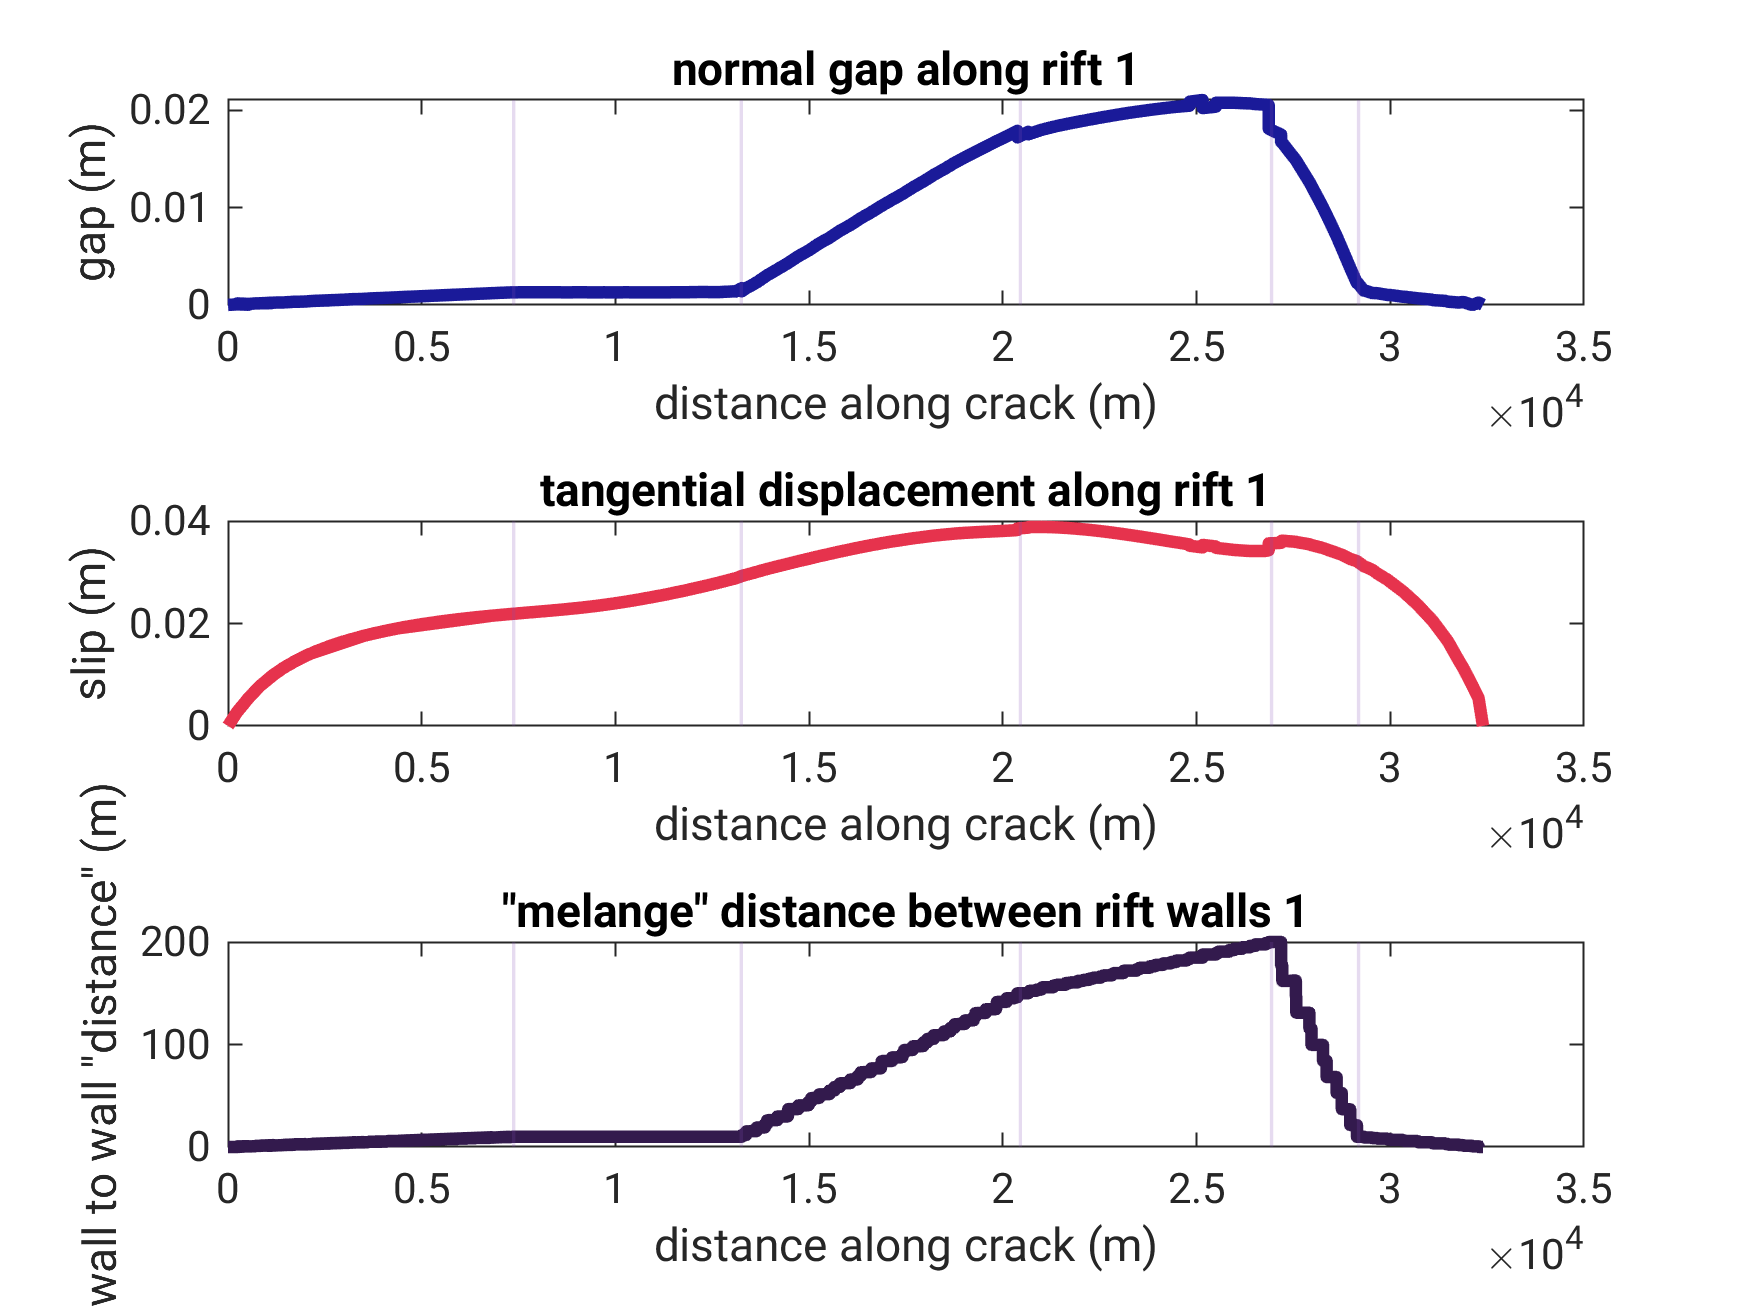 normal gap along rift 1
gap (m)
0.02
0.01
0
0 0.5 1 1.5 2 2.5 3 3.5
distance along crack (m)
×10^4
tangential displacement along rift 1
slip (m)
0.04
0.02
0
0 0.5 1 1.5 2 2.5 3 3.5
distance along crack (m)
×10^4
"melange" distance between rift walls 1
wall to wall "distance" (m)
200
100
0
0 0.5 1 1.5 2 2.5 3 3.5
distance along crack (m)
×10^4